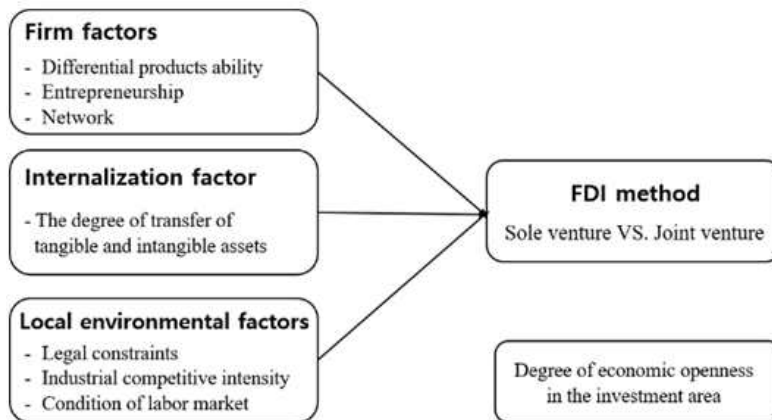 Firm factors
- Differential products ability
- Entrepreneurship
- Network
Internalization factor
- The degree of transfer of
tangible and intangible assets
Local environmental factors
- Legal constraints
- Industrial competitive intensity
- Condition of labor market
FDI method
Sole venture VS. Joint venture
Degree of economic openness
in the investment area